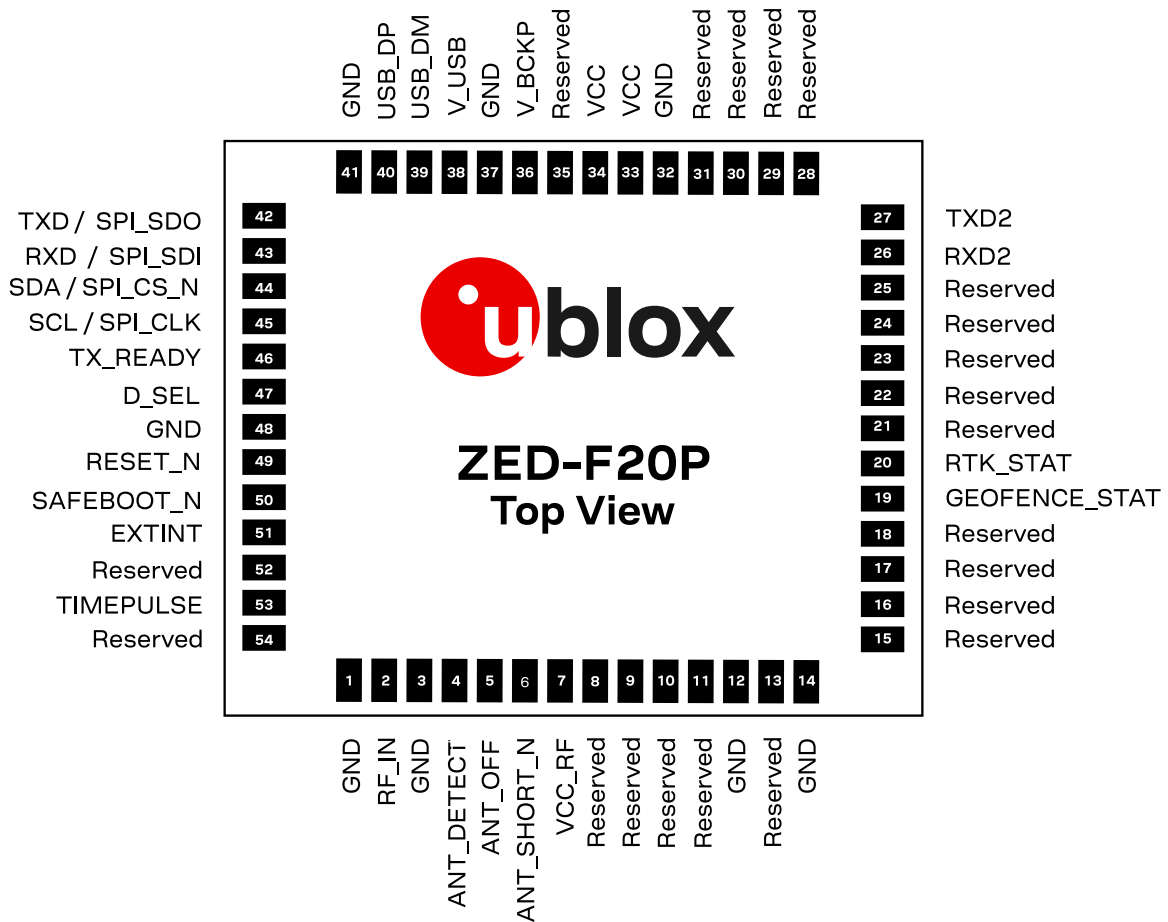 GND USB_DP USB_DM V_USB GND V_BCKP Reserved VCC VCC GND Reserved Reserved Reserved Reserved
41 40 39 38 37 36 35 34 33 32 31 30 29 28
TXD / SPI_SDO 42
RXD / SPI_SDI 43
SDA / SPI_CS_N 44
SCL / SPI_CLK 45
TX_READY 46
D_SEL 47
GND 48
RESET_N 49
SAFEBOOT_N 50
EXTINT 51
Reserved 52
TIMEPULSE 53
Reserved 54
ublox
ZED-F20P
Top View
27 TXD2
26 RXD2
25 Reserved
24 Reserved
23 Reserved
22 Reserved
21 Reserved
20 RTK_STAT
19 GEOFENCE_STAT
18 Reserved
17 Reserved
16 Reserved
15 Reserved
1 2 3 4 5 6 7 8 9 10 11 12 13 14
GND RF_IN GND ANT_DETECT ANT_OFF ANT_SHORT_N VCC_RF Reserved Reserved Reserved Reserved GND Reserved GND